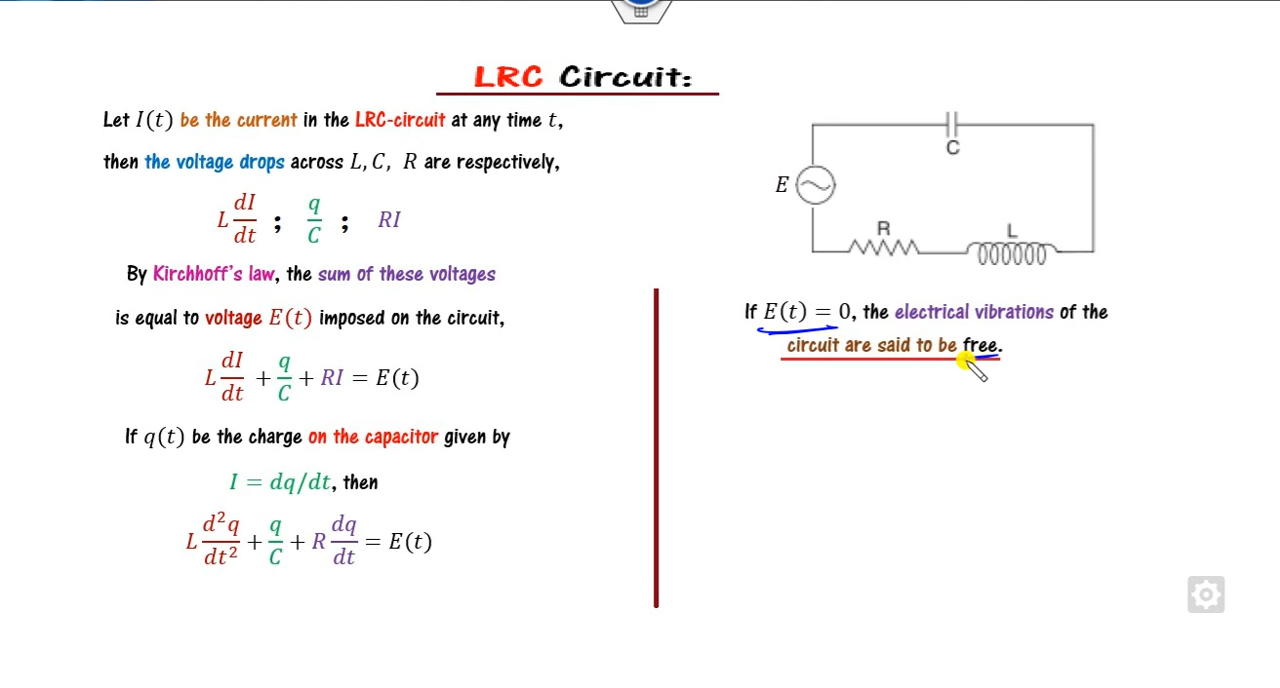 LRC Circuit:
Let I(t) be the current in the LRC-circuit at any time t,
then the voltage drops across L, C, R are respectively,
L dI/dt ; q/C ; RI
By Kirchhoff's law, the sum of these voltages
is equal to voltage E(t) imposed on the circuit,
L dI/dt + q/C + RI = E(t)
If q(t) be the charge on the capacitor given by
I = dq/dt, then
L d²q/dt² + q/C + R dq/dt = E(t)
C
E
R
L
If E(t) = 0, the electrical vibrations of the
circuit are said to be free.